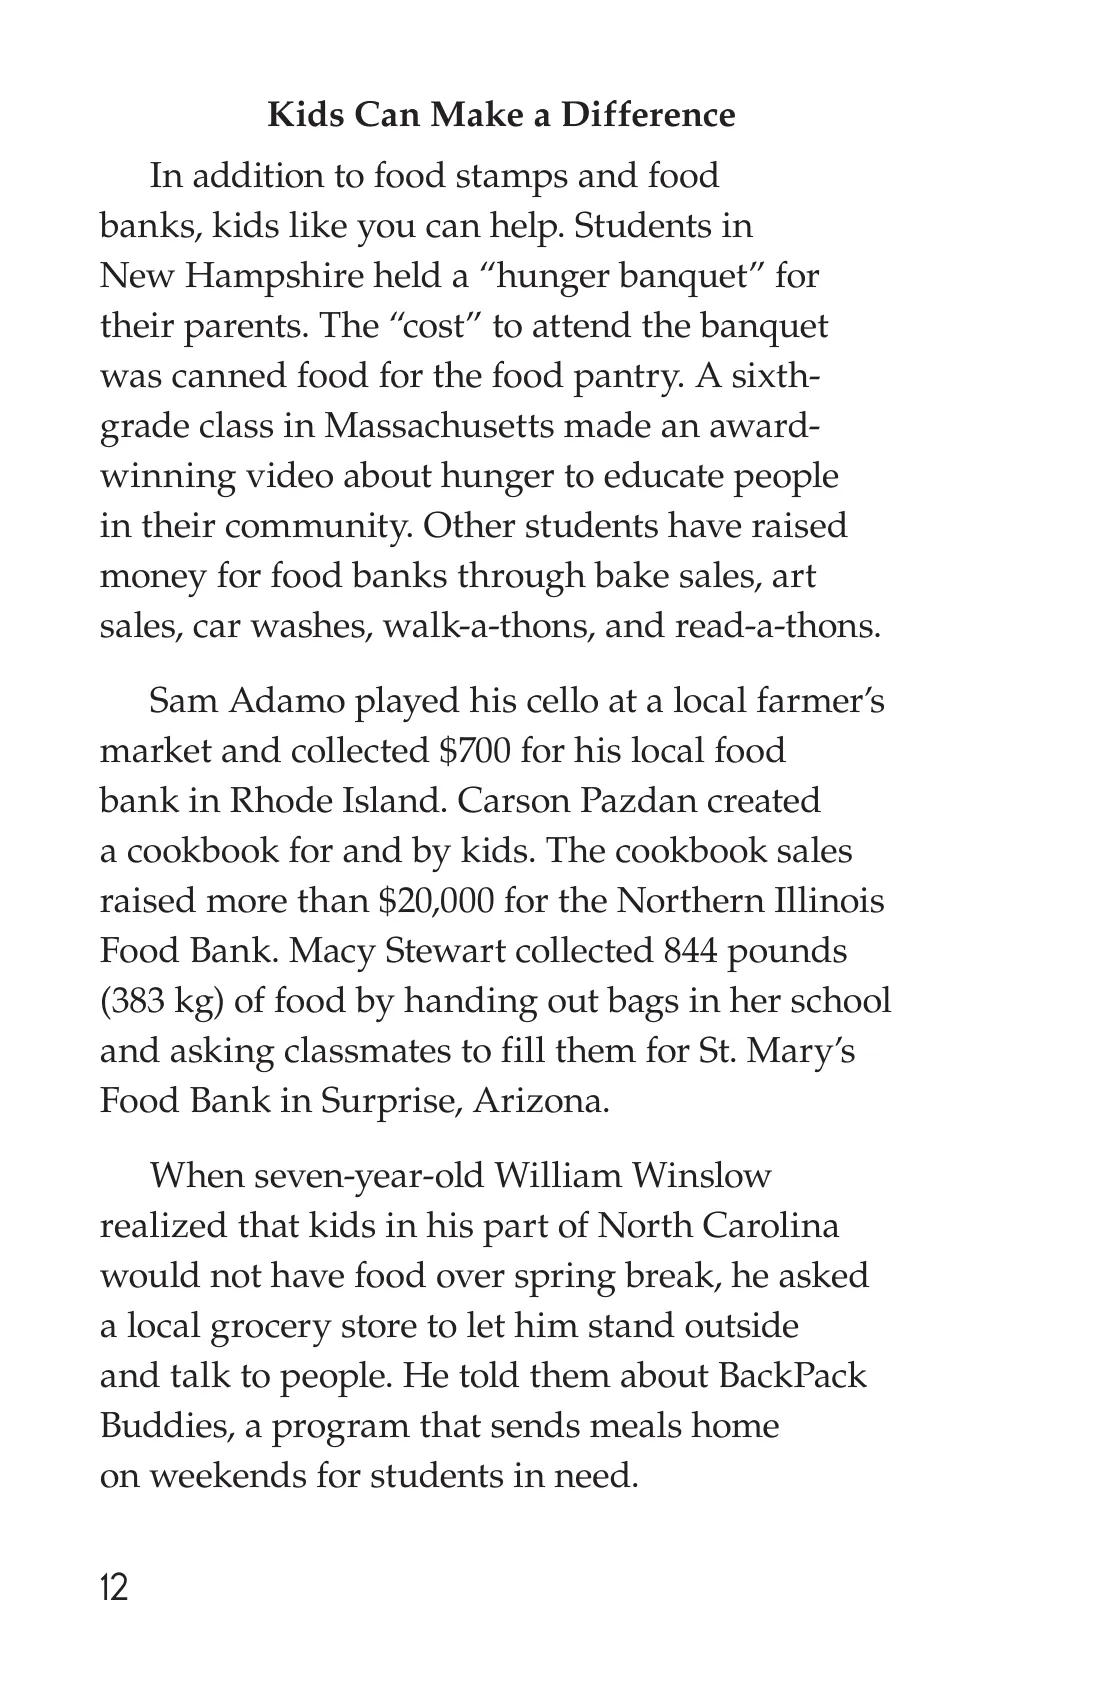 Kids Can Make a Difference
In addition to food stamps and food
banks, kids like you can help. Students in
New Hampshire held a “hunger banquet” for
their parents. The “cost” to attend the banquet
was canned food for the food pantry. A sixth-
grade class in Massachusetts made an award-
winning video about hunger to educate people
in their community. Other students have raised
money for food banks through bake sales, art
sales, car washes, walk-a-thons, and read-a-thons.
Sam Adamo played his cello at a local farmer’s
market and collected $700 for his local food
bank in Rhode Island. Carson Pazdan created
a cookbook for and by kids. The cookbook sales
raised more than $20,000 for the Northern Illinois
Food Bank. Macy Stewart collected 844 pounds
(383 kg) of food by handing out bags in her school
and asking classmates to fill them for St. Mary’s
Food Bank in Surprise, Arizona.
When seven-year-old William Winslow
realized that kids in his part of North Carolina
would not have food over spring break, he asked
a local grocery store to let him stand outside
and talk to people. He told them about BackPack
Buddies, a program that sends meals home
on weekends for students in need.
12